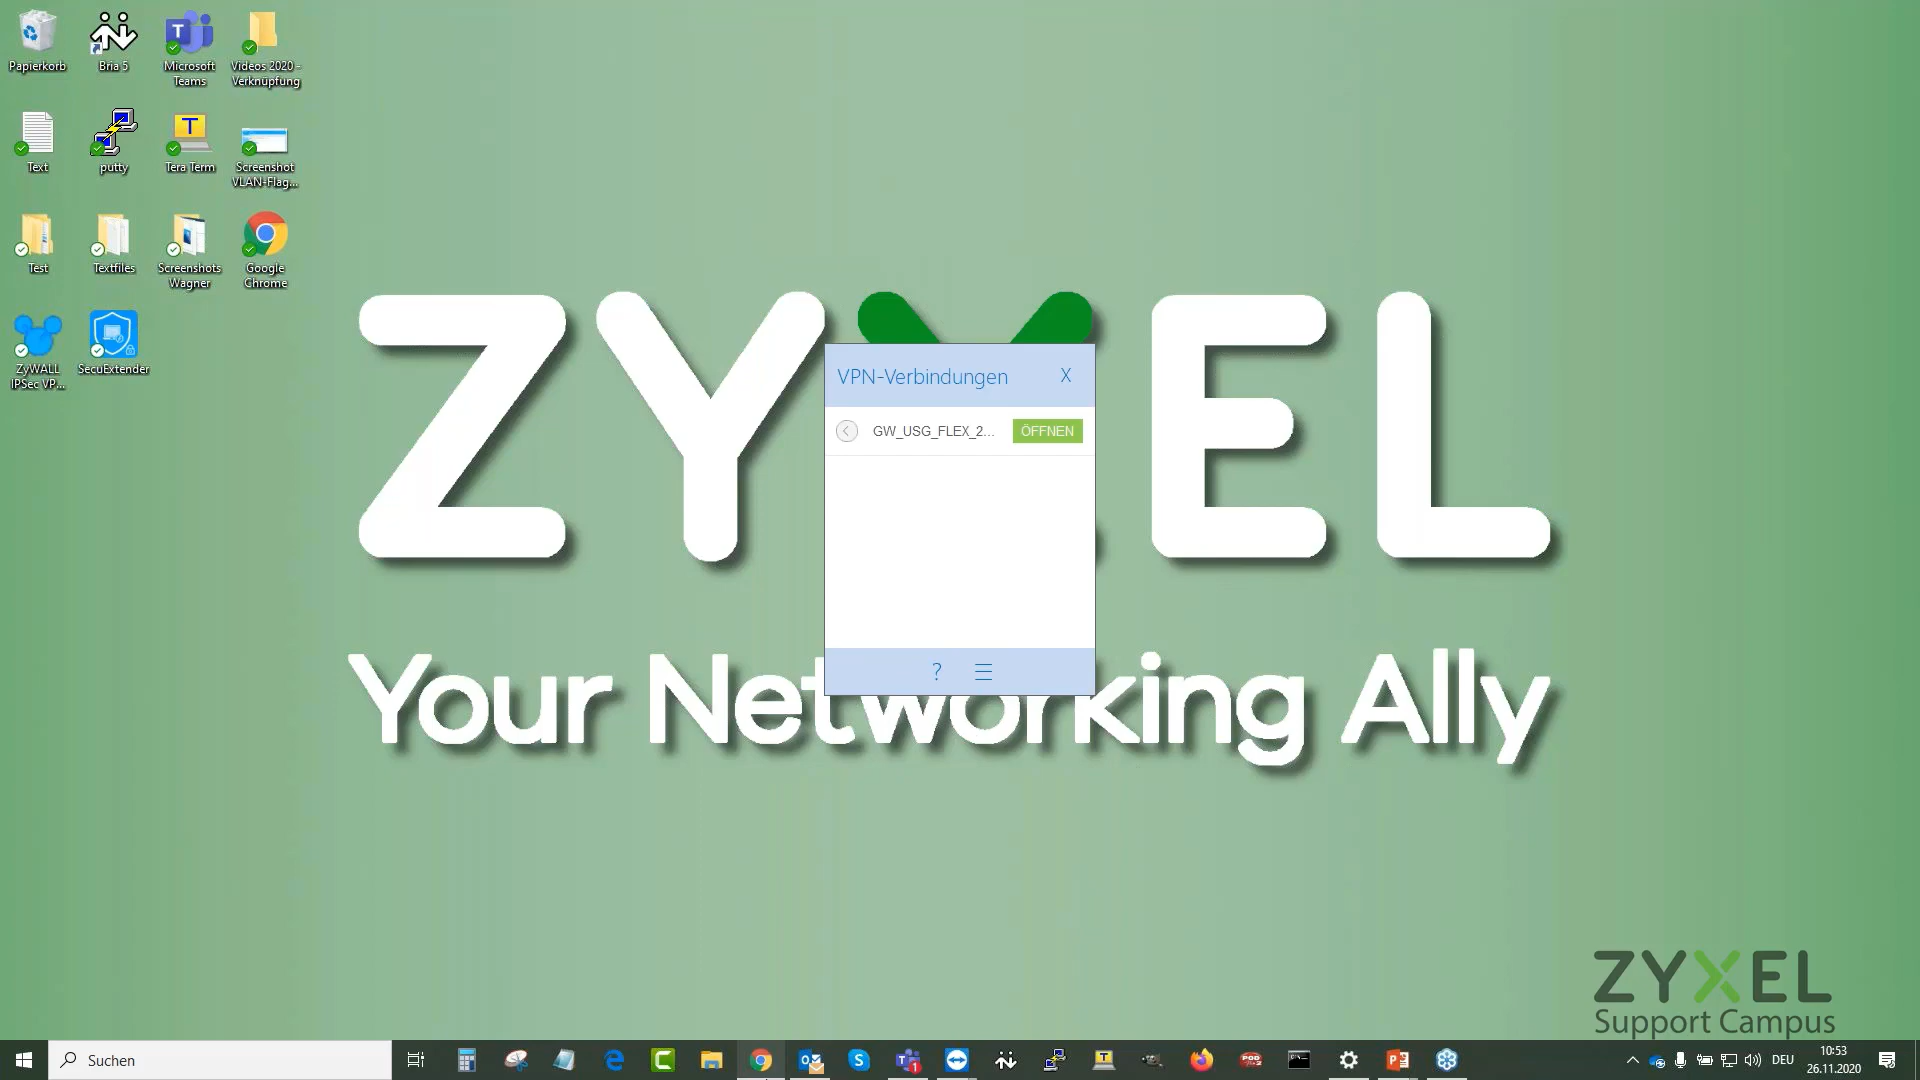 Papierkorb
Bria 5
Microsoft
Teams
Videos 2020 -
Verknüpfung
Text
putty
Tera Term
Screenshot
VLAN-Flag...
Test
Textfiles
Screenshots
Wagner
Google
Chrome
ZyWALL
IPSec VP...
SecuExtender
ZYXEL
VPN-Verbindungen
X
GW_USG_FLEX_2...
ÖFFNEN
?
Your Networking Ally
ZYXEL
Support Campus
Suchen
DEU
10:53
26.11.2020